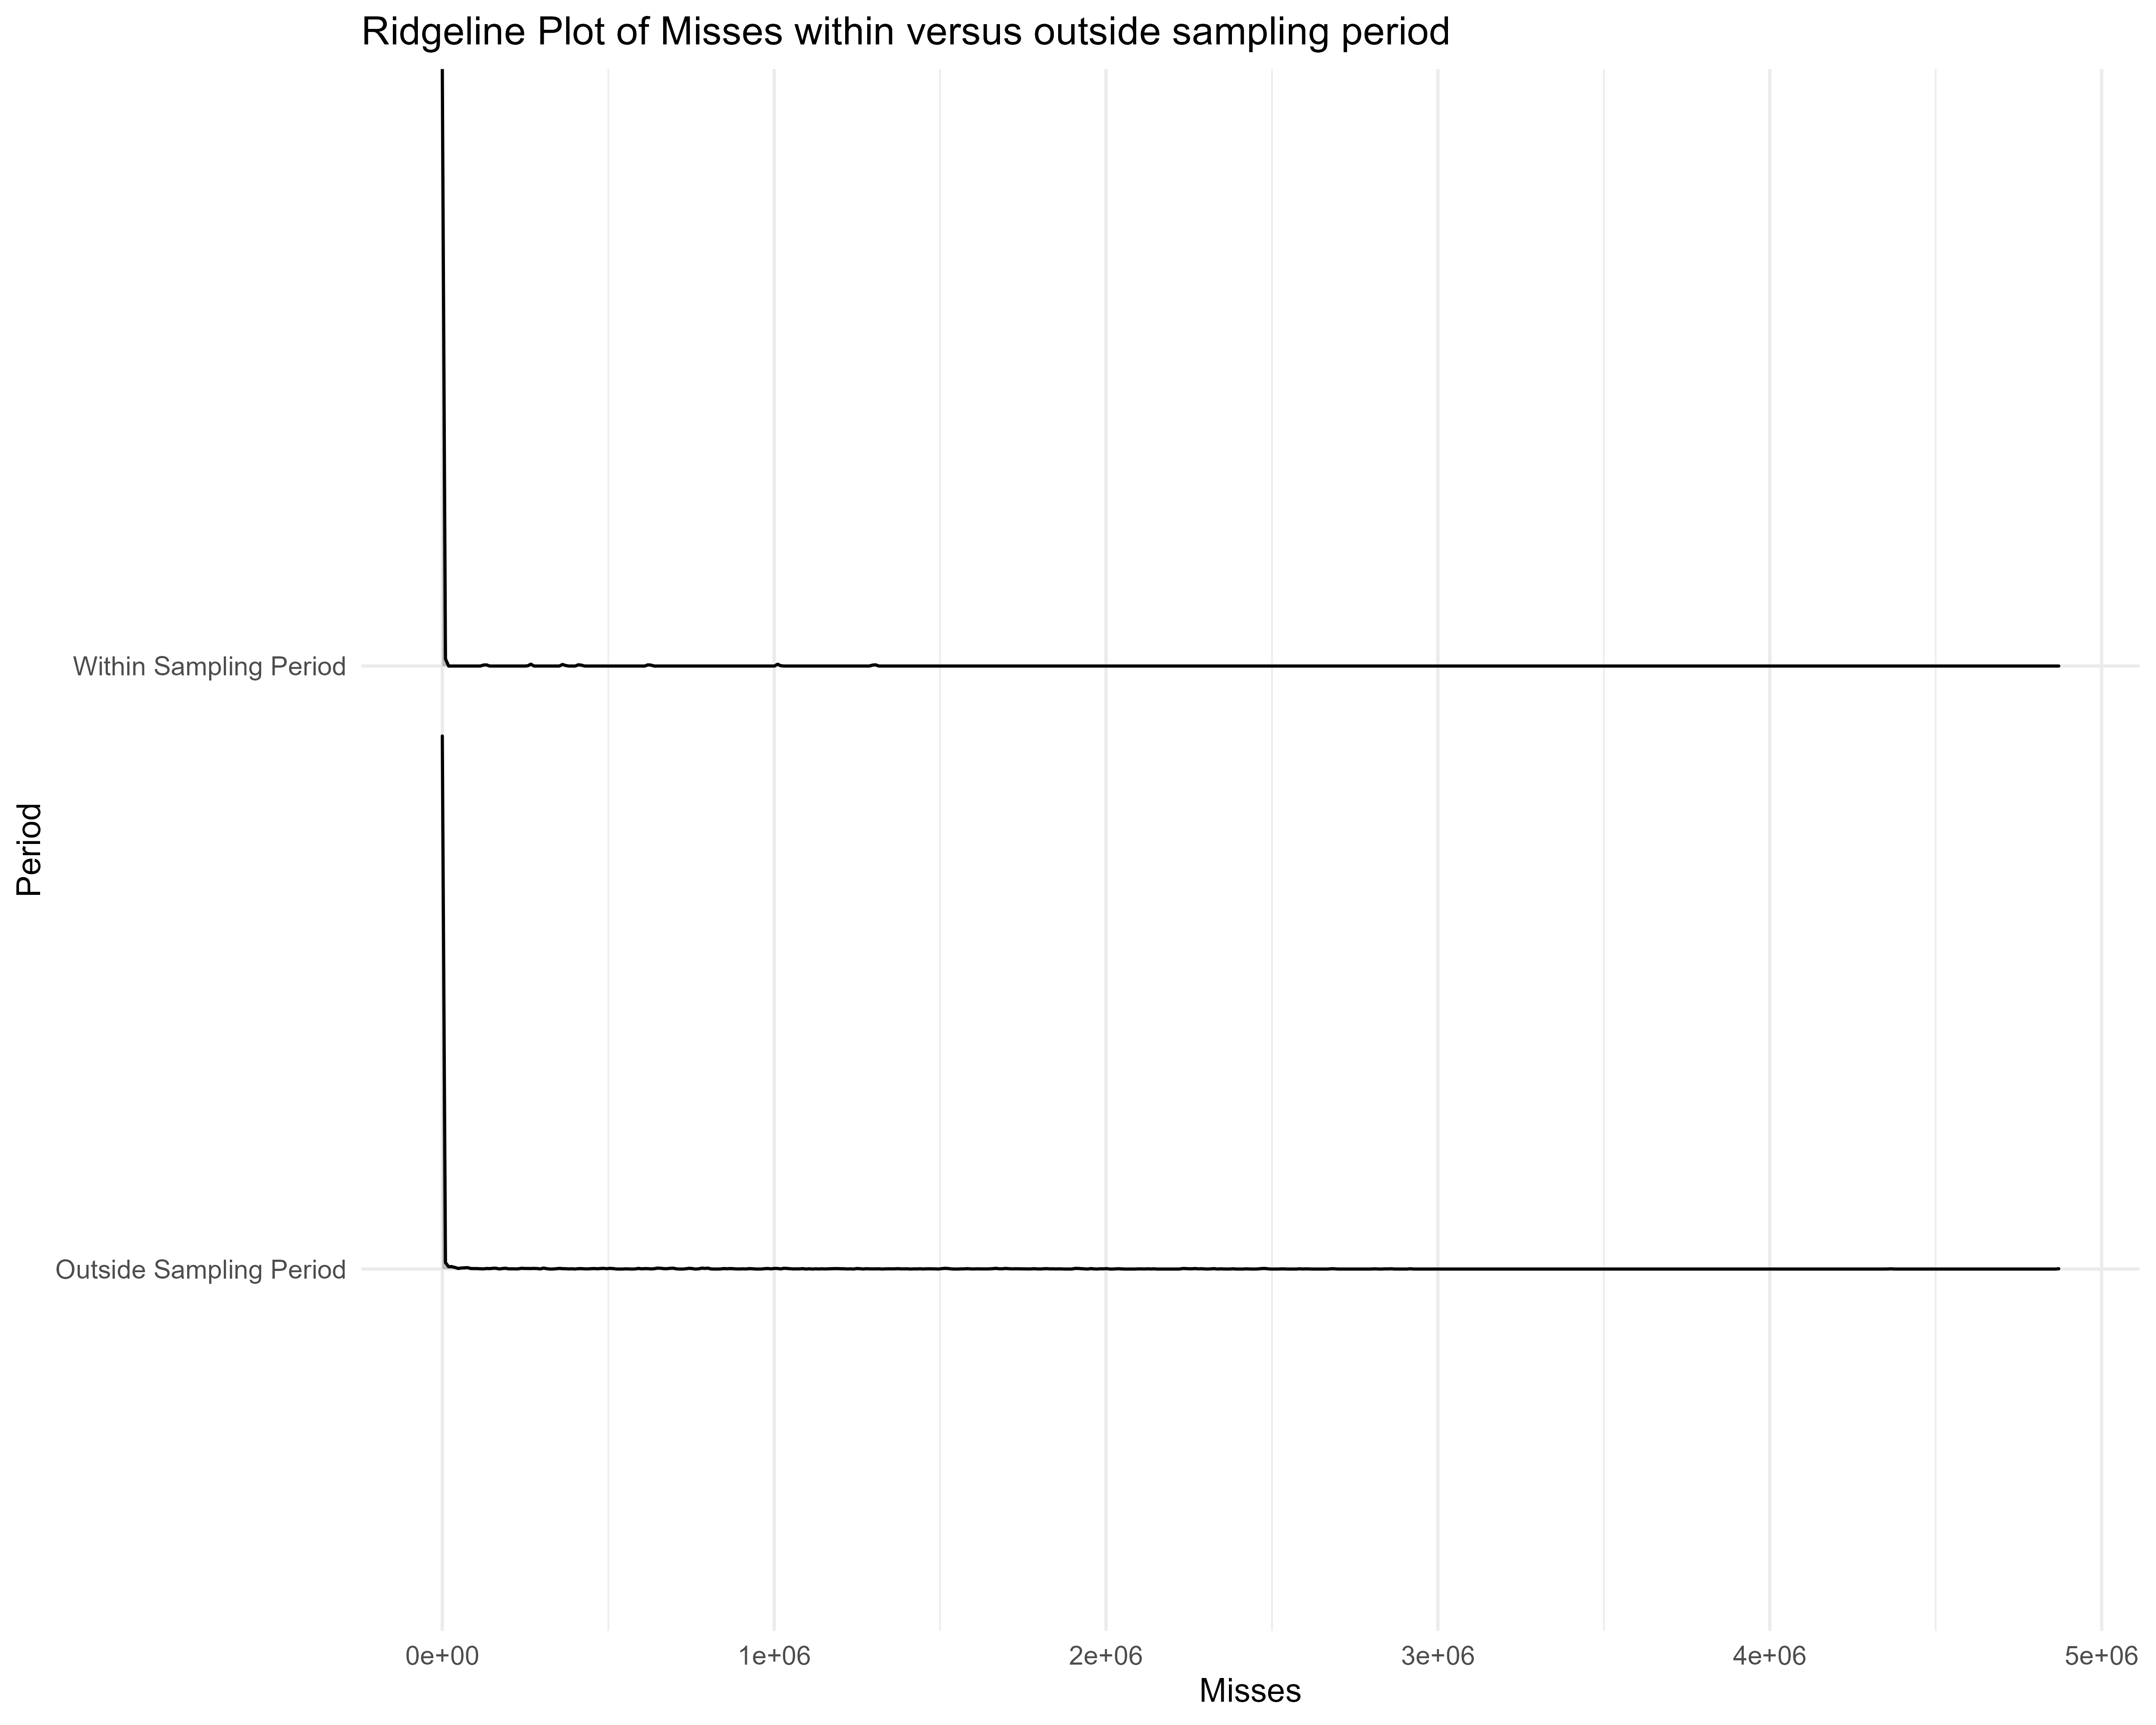 Ridgeline Plot of Misses within versus outside sampling period
Within Sampling Period
Period
Outside Sampling Period
0e+00 1e+06 2e+06 3e+06 4e+06 5e+06
Misses